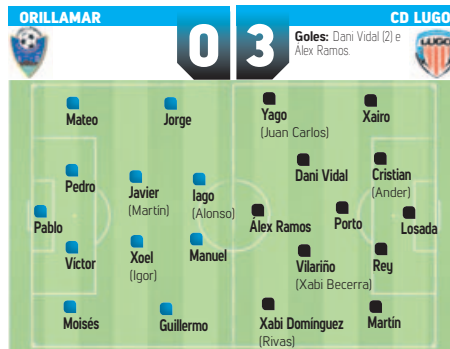 ORILLAMAR
0
3
CD LUGO
Goles: Dani Vidal (2) e
Álex Ramos.
LUGO
Mateo
Jorge
Yago
(Juan Carlos)
Xairo
Pedro
Javier
(Martín)
Iago
(Alonso)
Dani Vidal
Cristian
(Ander)
Pablo
Álex Ramos
Porto
Losada
Víctor
Xoel
(Igor)
Manuel
Vilariño
(Xabi Becerra)
Rey
Moisés
Guillermo
Xabi Domínguez
(Rivas)
Martín